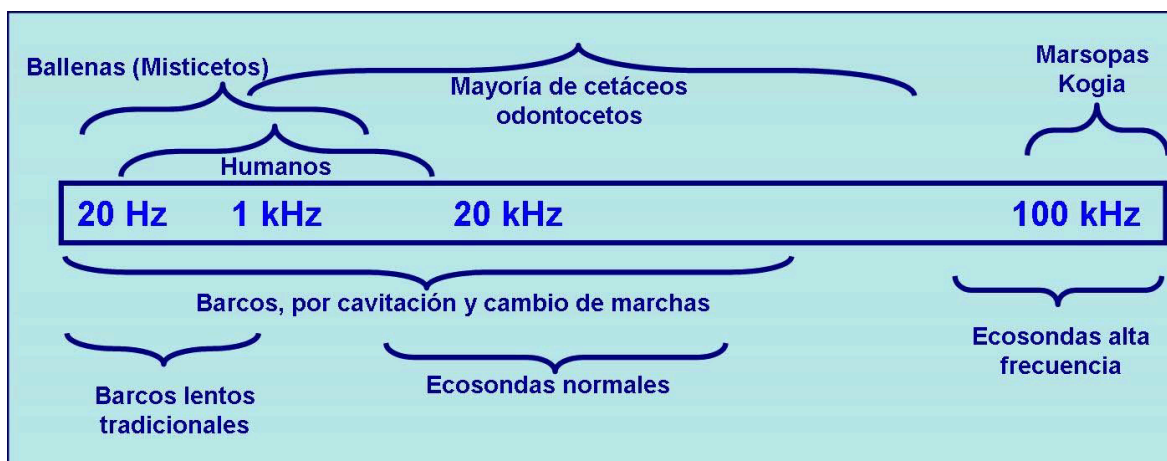 Ballenas (Misticetos)
Mayoría de cetáceos
odontocetos
Marsopas
Kogia
Humanos
20 Hz 1 kHz 20 kHz 100 kHz
Barcos, por cavitación y cambio de marchas
Barcos lentos
tradicionales
Ecosondas normales
Ecosondas alta
frecuencia